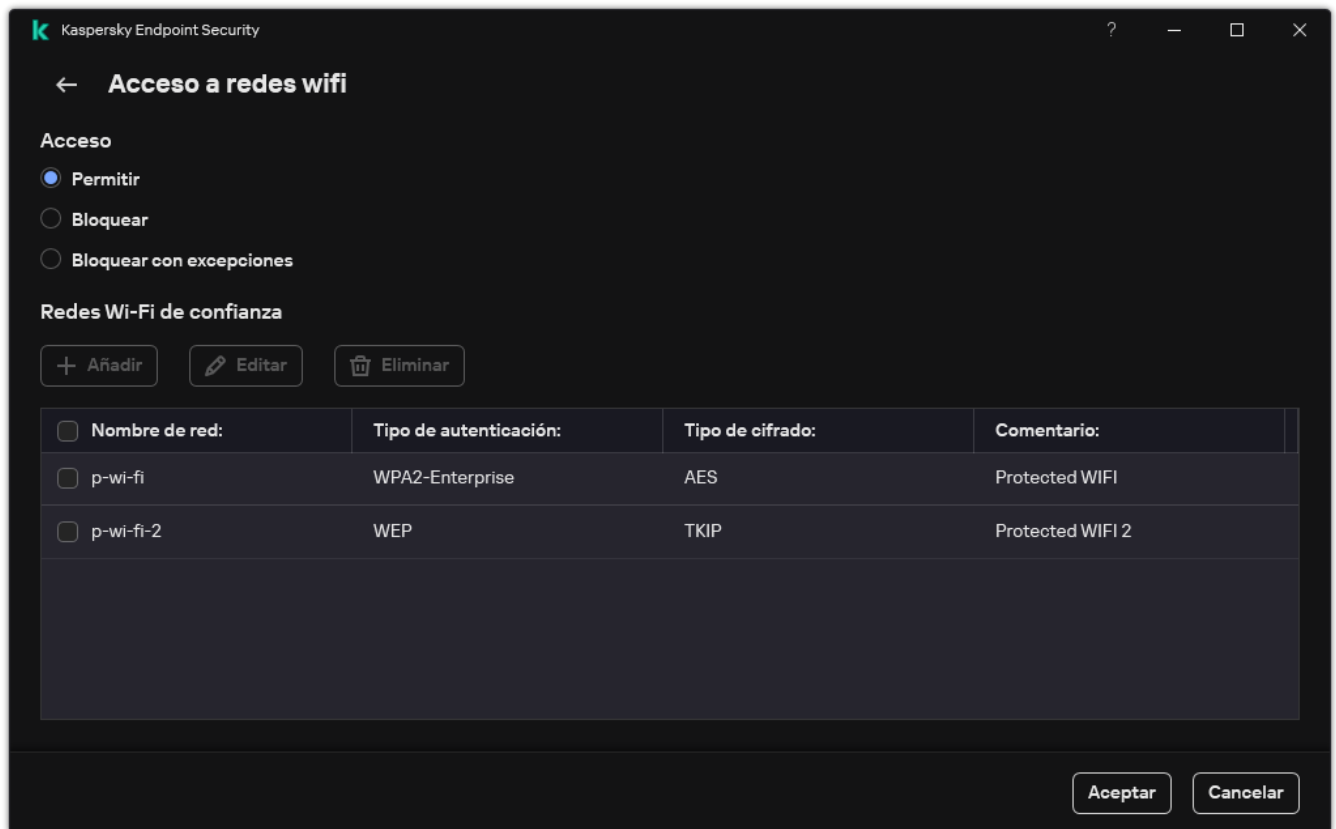 Kaspersky Endpoint Security ?
Acceso a redes wifi
Acceso
Permitir
Bloquear
Bloquear con excepciones
Redes Wi-Fi de confianza
Añadir Editar Eliminar
Nombre de red: Tipo de autenticación: Tipo de cifrado: Comentario:
p-wi-fi WPA2-Enterprise AES Protected WIFI
p-wi-fi-2 WEP TKIP Protected WIFI 2
Aceptar Cancelar